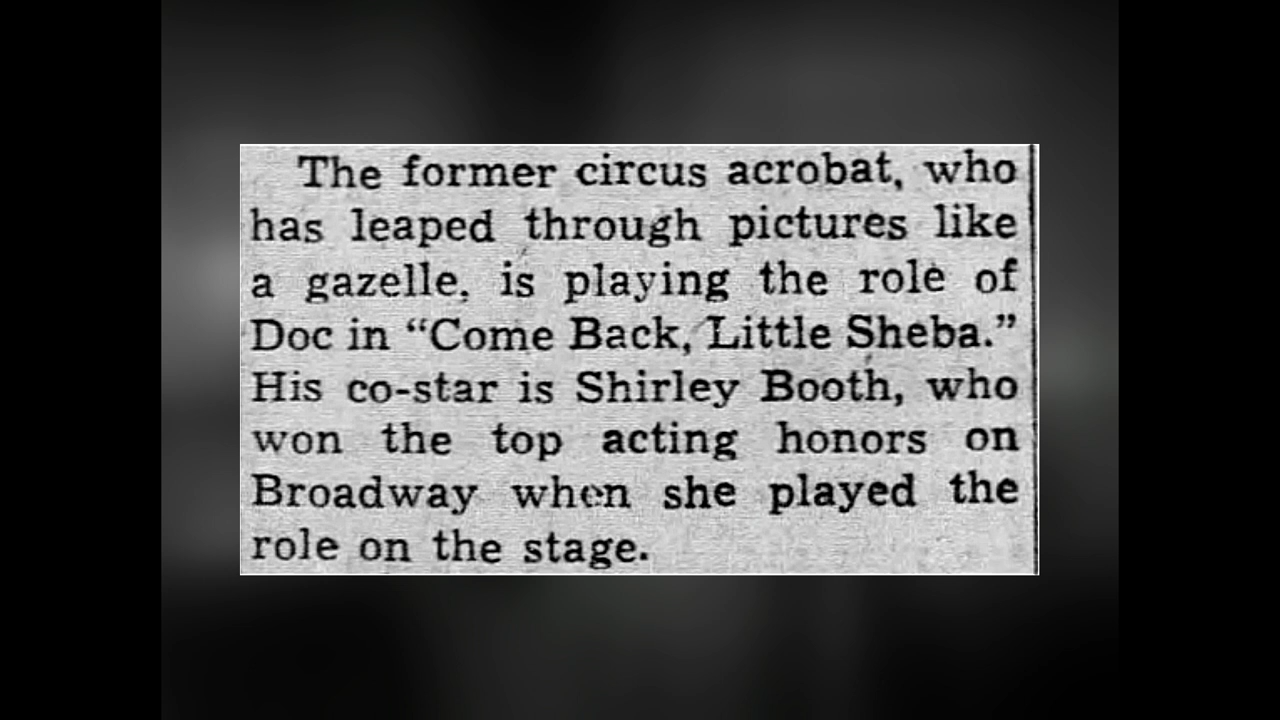 The former circus acrobat, who
has leaped through pictures like
a gazelle, is playing the role of
Doc in “Come Back, Little Sheba.”
His co-star is Shirley Booth, who
won the top acting honors on
Broadway when she played the
role on the stage.